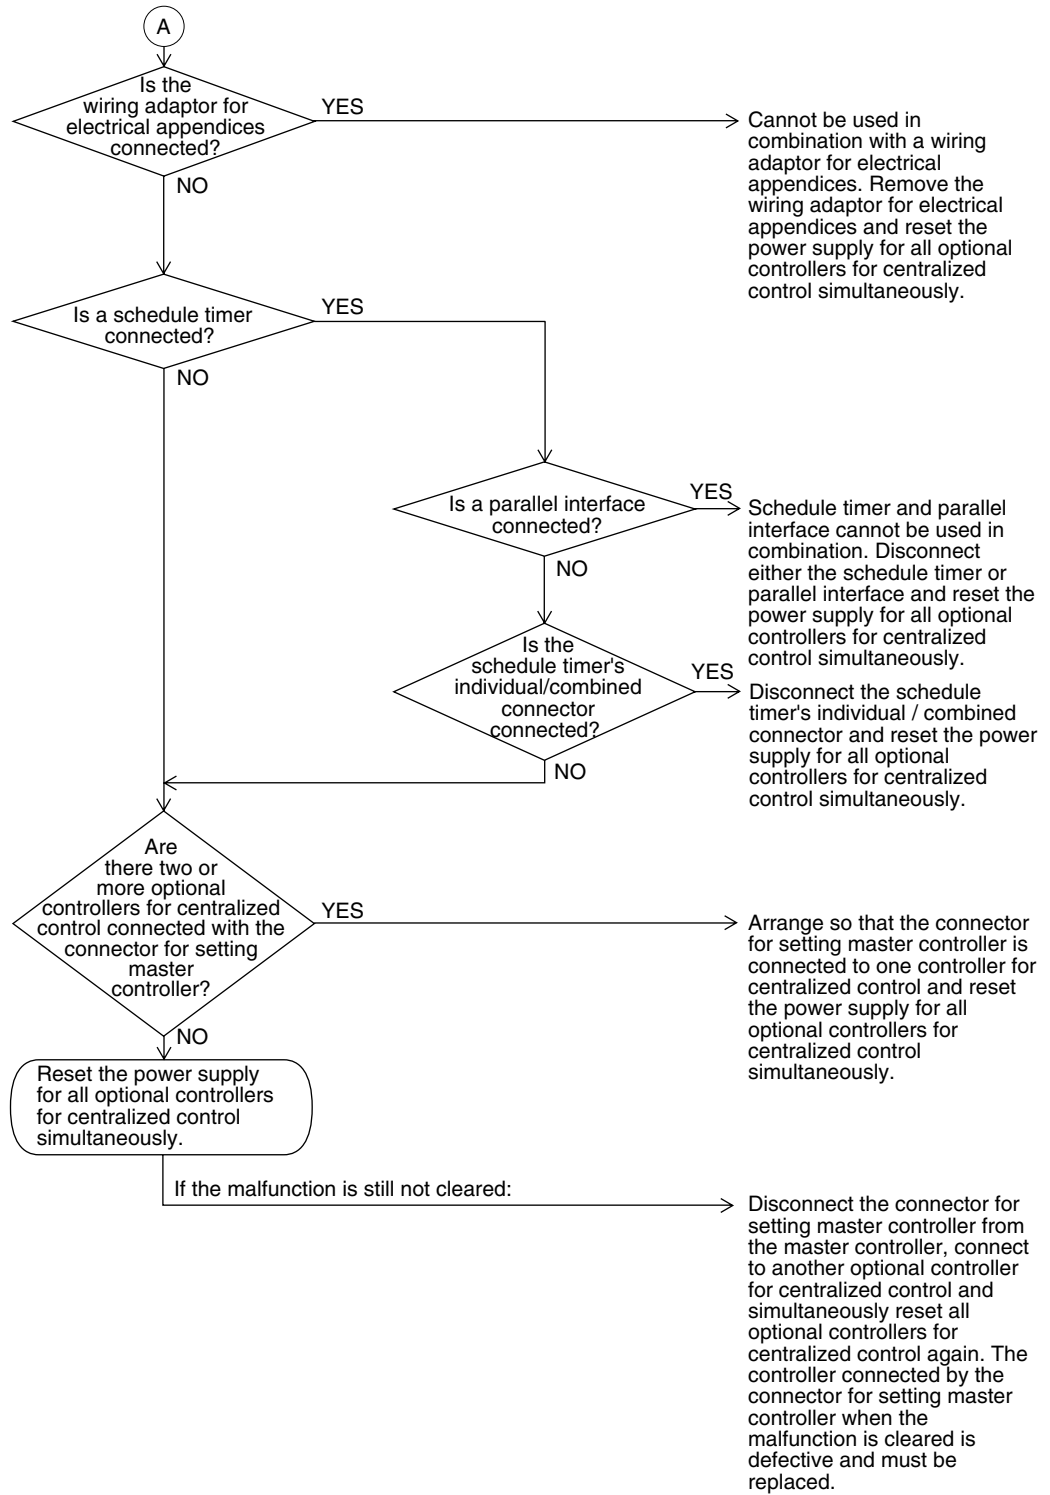 A
Is the
wiring adaptor for
electrical appendices
connected?
YES
Cannot be used in
combination with a wiring
adaptor for electrical
appendices. Remove the
wiring adaptor for electrical
appendices and reset the
power supply for all optional
controllers for centralized
control simultaneously.
NO
Is a schedule timer
connected?
YES
NO
Is a parallel interface
connected?
YES
Schedule timer and parallel
interface cannot be used in
combination. Disconnect
either the schedule timer or
parallel interface and reset the
power supply for all optional
controllers for centralized
control simultaneously.
NO
Is the
schedule timer's
individual/combined
connector
connected?
YES
Disconnect the schedule
timer's individual / combined
connector and reset the power
supply for all optional
controllers for centralized
control simultaneously.
NO
Are
there two or
more optional
controllers for centralized
control connected with the
connector for setting
master
controller?
YES
Arrange so that the connector
for setting master controller is
connected to one controller for
centralized control and reset
the power supply for all
optional controllers for
centralized control
simultaneously.
NO
Reset the power supply
for all optional controllers
for centralized control
simultaneously.
If the malfunction is still not cleared:
Disconnect the connector for
setting master controller from
the master controller, connect
to another optional controller
for centralized control and
simultaneously reset all
optional controllers for
centralized control again. The
controller connected by the
connector for setting master
controller when the
malfunction is cleared is
defective and must be
replaced.